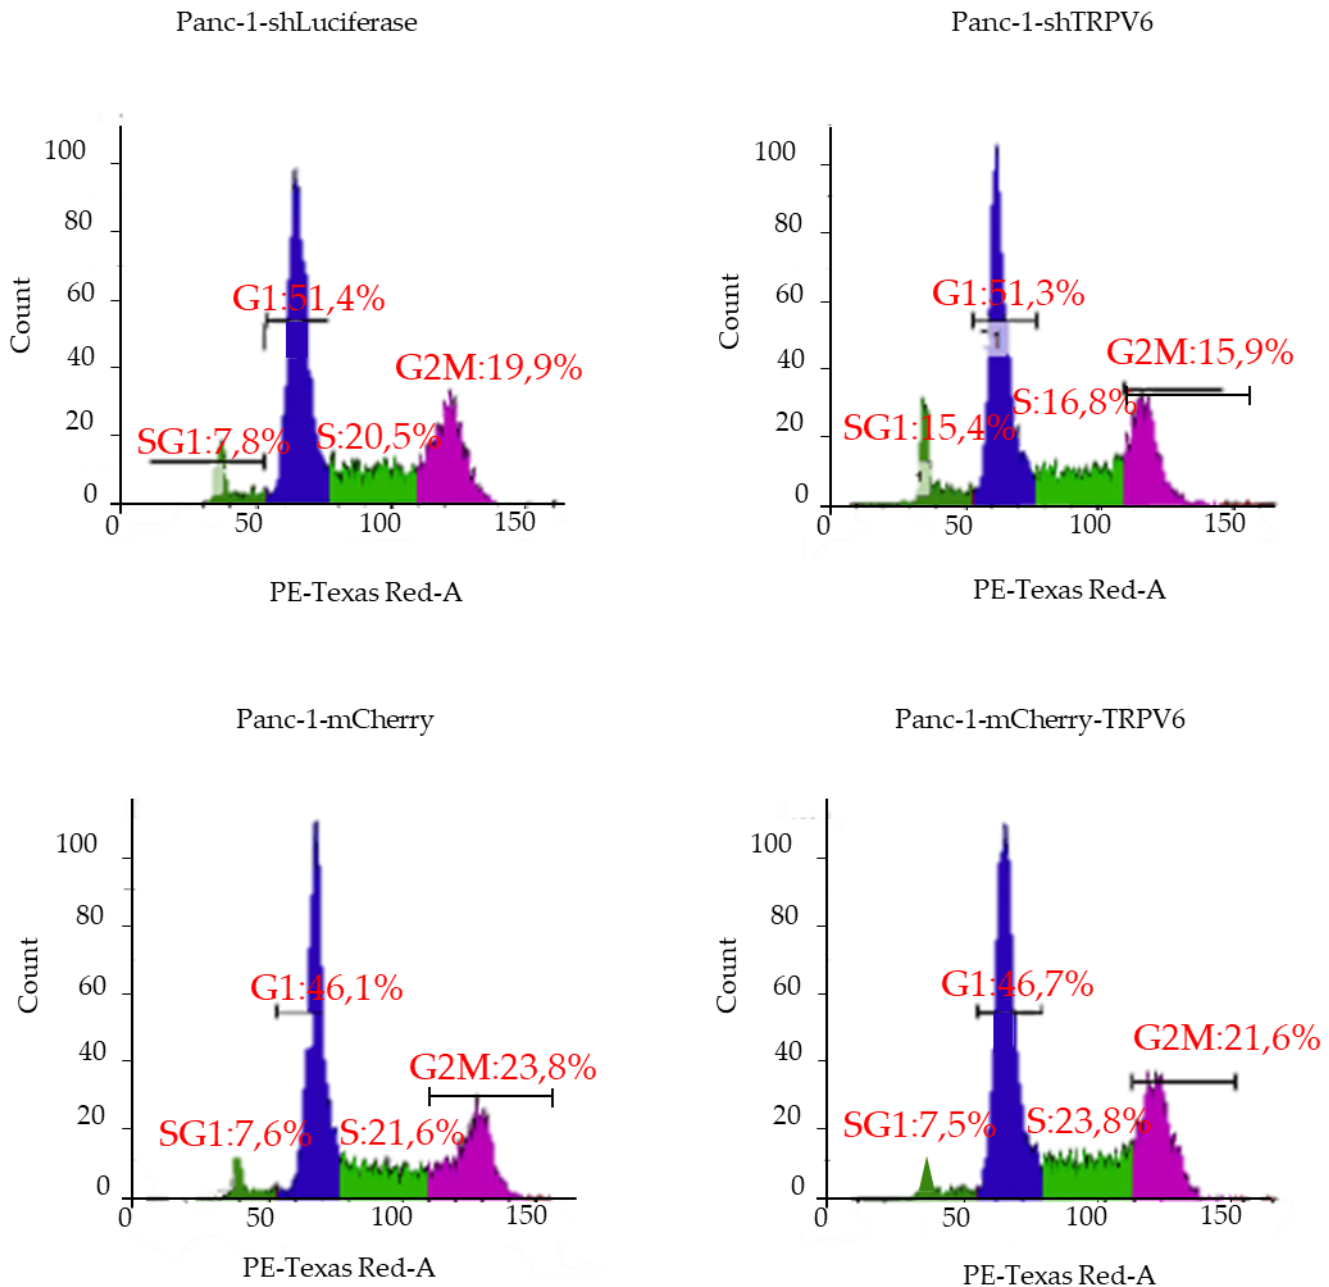 Panc-1-shLuciferase
Count
100
80
60
40
20
0
G1:51,4%
G2M:19,9%
SG1:7,8%
S:20,5%
0 50 100 150
PE-Texas Red-A
Panc-1-shTRPV6
Count
100
80
60
40
20
0
G1:51,3%
G2M:15,9%
S:16,8%
SG1:15,4%
0 50 100 150
PE-Texas Red-A
Panc-1-mCherry
Count
100
80
60
40
20
0
G1:46,1%
G2M:23,8%
SG1:7,6%
S:21,6%
0 50 100 150
PE-Texas Red-A
Panc-1-mCherry-TRPV6
Count
100
80
60
40
20
0
G1:46,7%
G2M:21,6%
SG1:7,5%
S:23,8%
0 50 100 150
PE-Texas Red-A